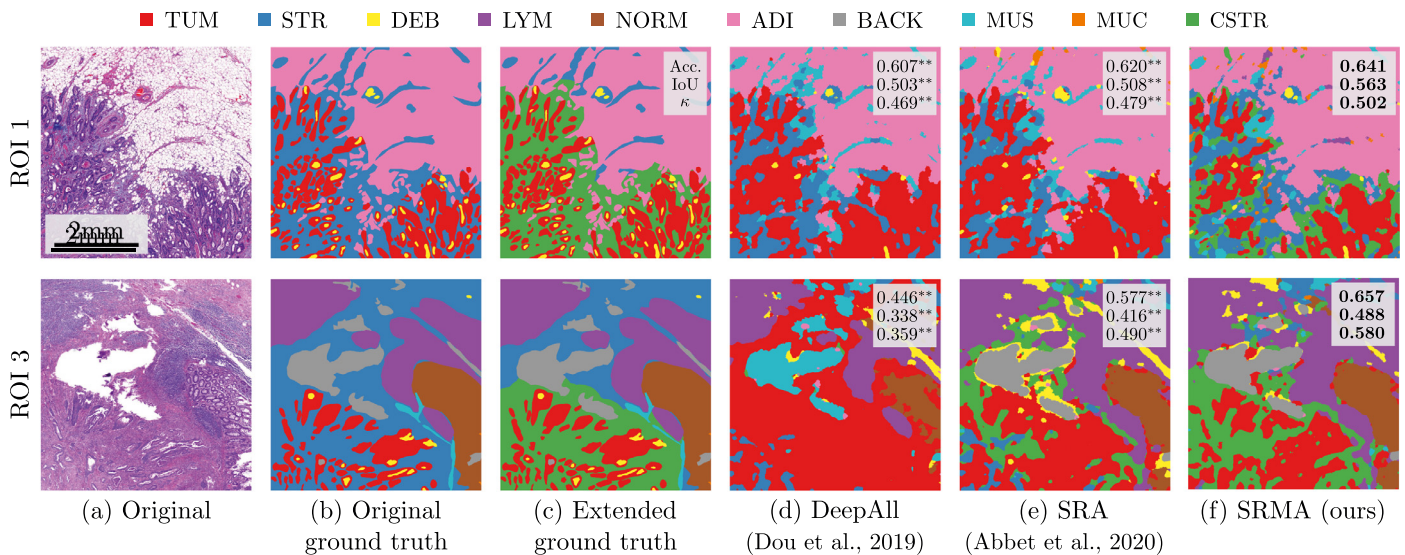 TUM STR DEB LYM NORM ADI BACK MUS MUC CSTR
ROI 1
2mm
2mm
Acc.
IoU
κ
0.607**
0.503**
0.469**
0.620**
0.508**
0.479**
0.641
0.563
0.502
ROI 3
0.446**
0.338**
0.359**
0.577**
0.416**
0.490**
0.657
0.488
0.580
(a) Original
(b) Original
ground truth
(c) Extended
ground truth
(d) DeepAll
(Dou et al., 2019)
(e) SRA
(Abbet et al., 2020)
(f) SRMA (ours)